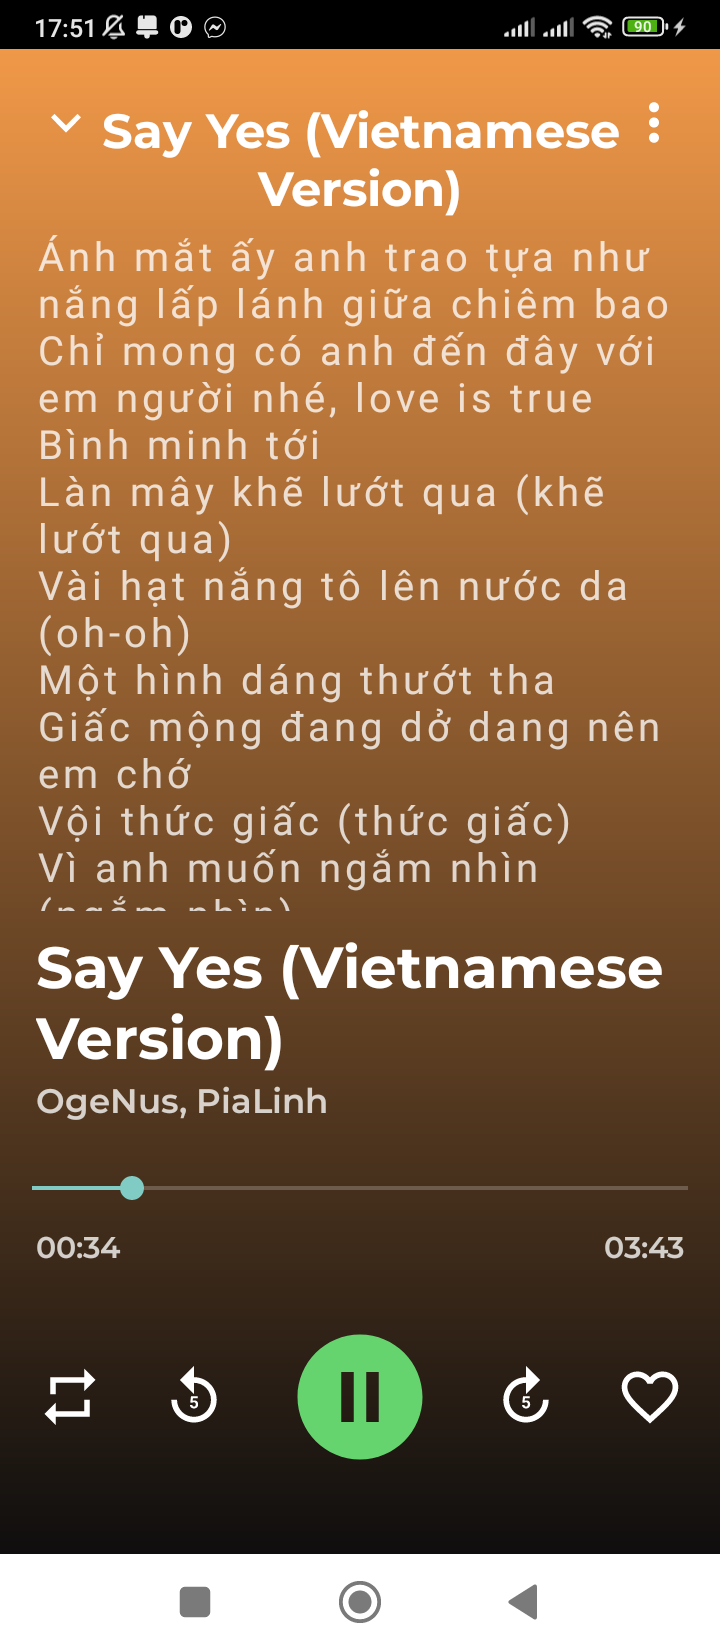 17:51
90
Say Yes (Vietnamese
Version)
Ánh mắt ấy anh trao tựa như
nắng lấp lánh giữa chiêm bao
Chỉ mong có anh đến đây với
em người nhé, love is true
Bình minh tới
Làn mây khẽ lướt qua (khẽ
lướt qua)
Vài hạt nắng tô lên nước da
(oh-oh)
Một hình dáng thướt tha
Giấc mộng đang dở dang nên
em chớ
Vội thức giấc (thức giấc)
Vì anh muốn ngắm nhìn
(ngắm nhìn)
Say Yes (Vietnamese
Version)
OgeNus, PiaLinh
00:34
03:43
5
5